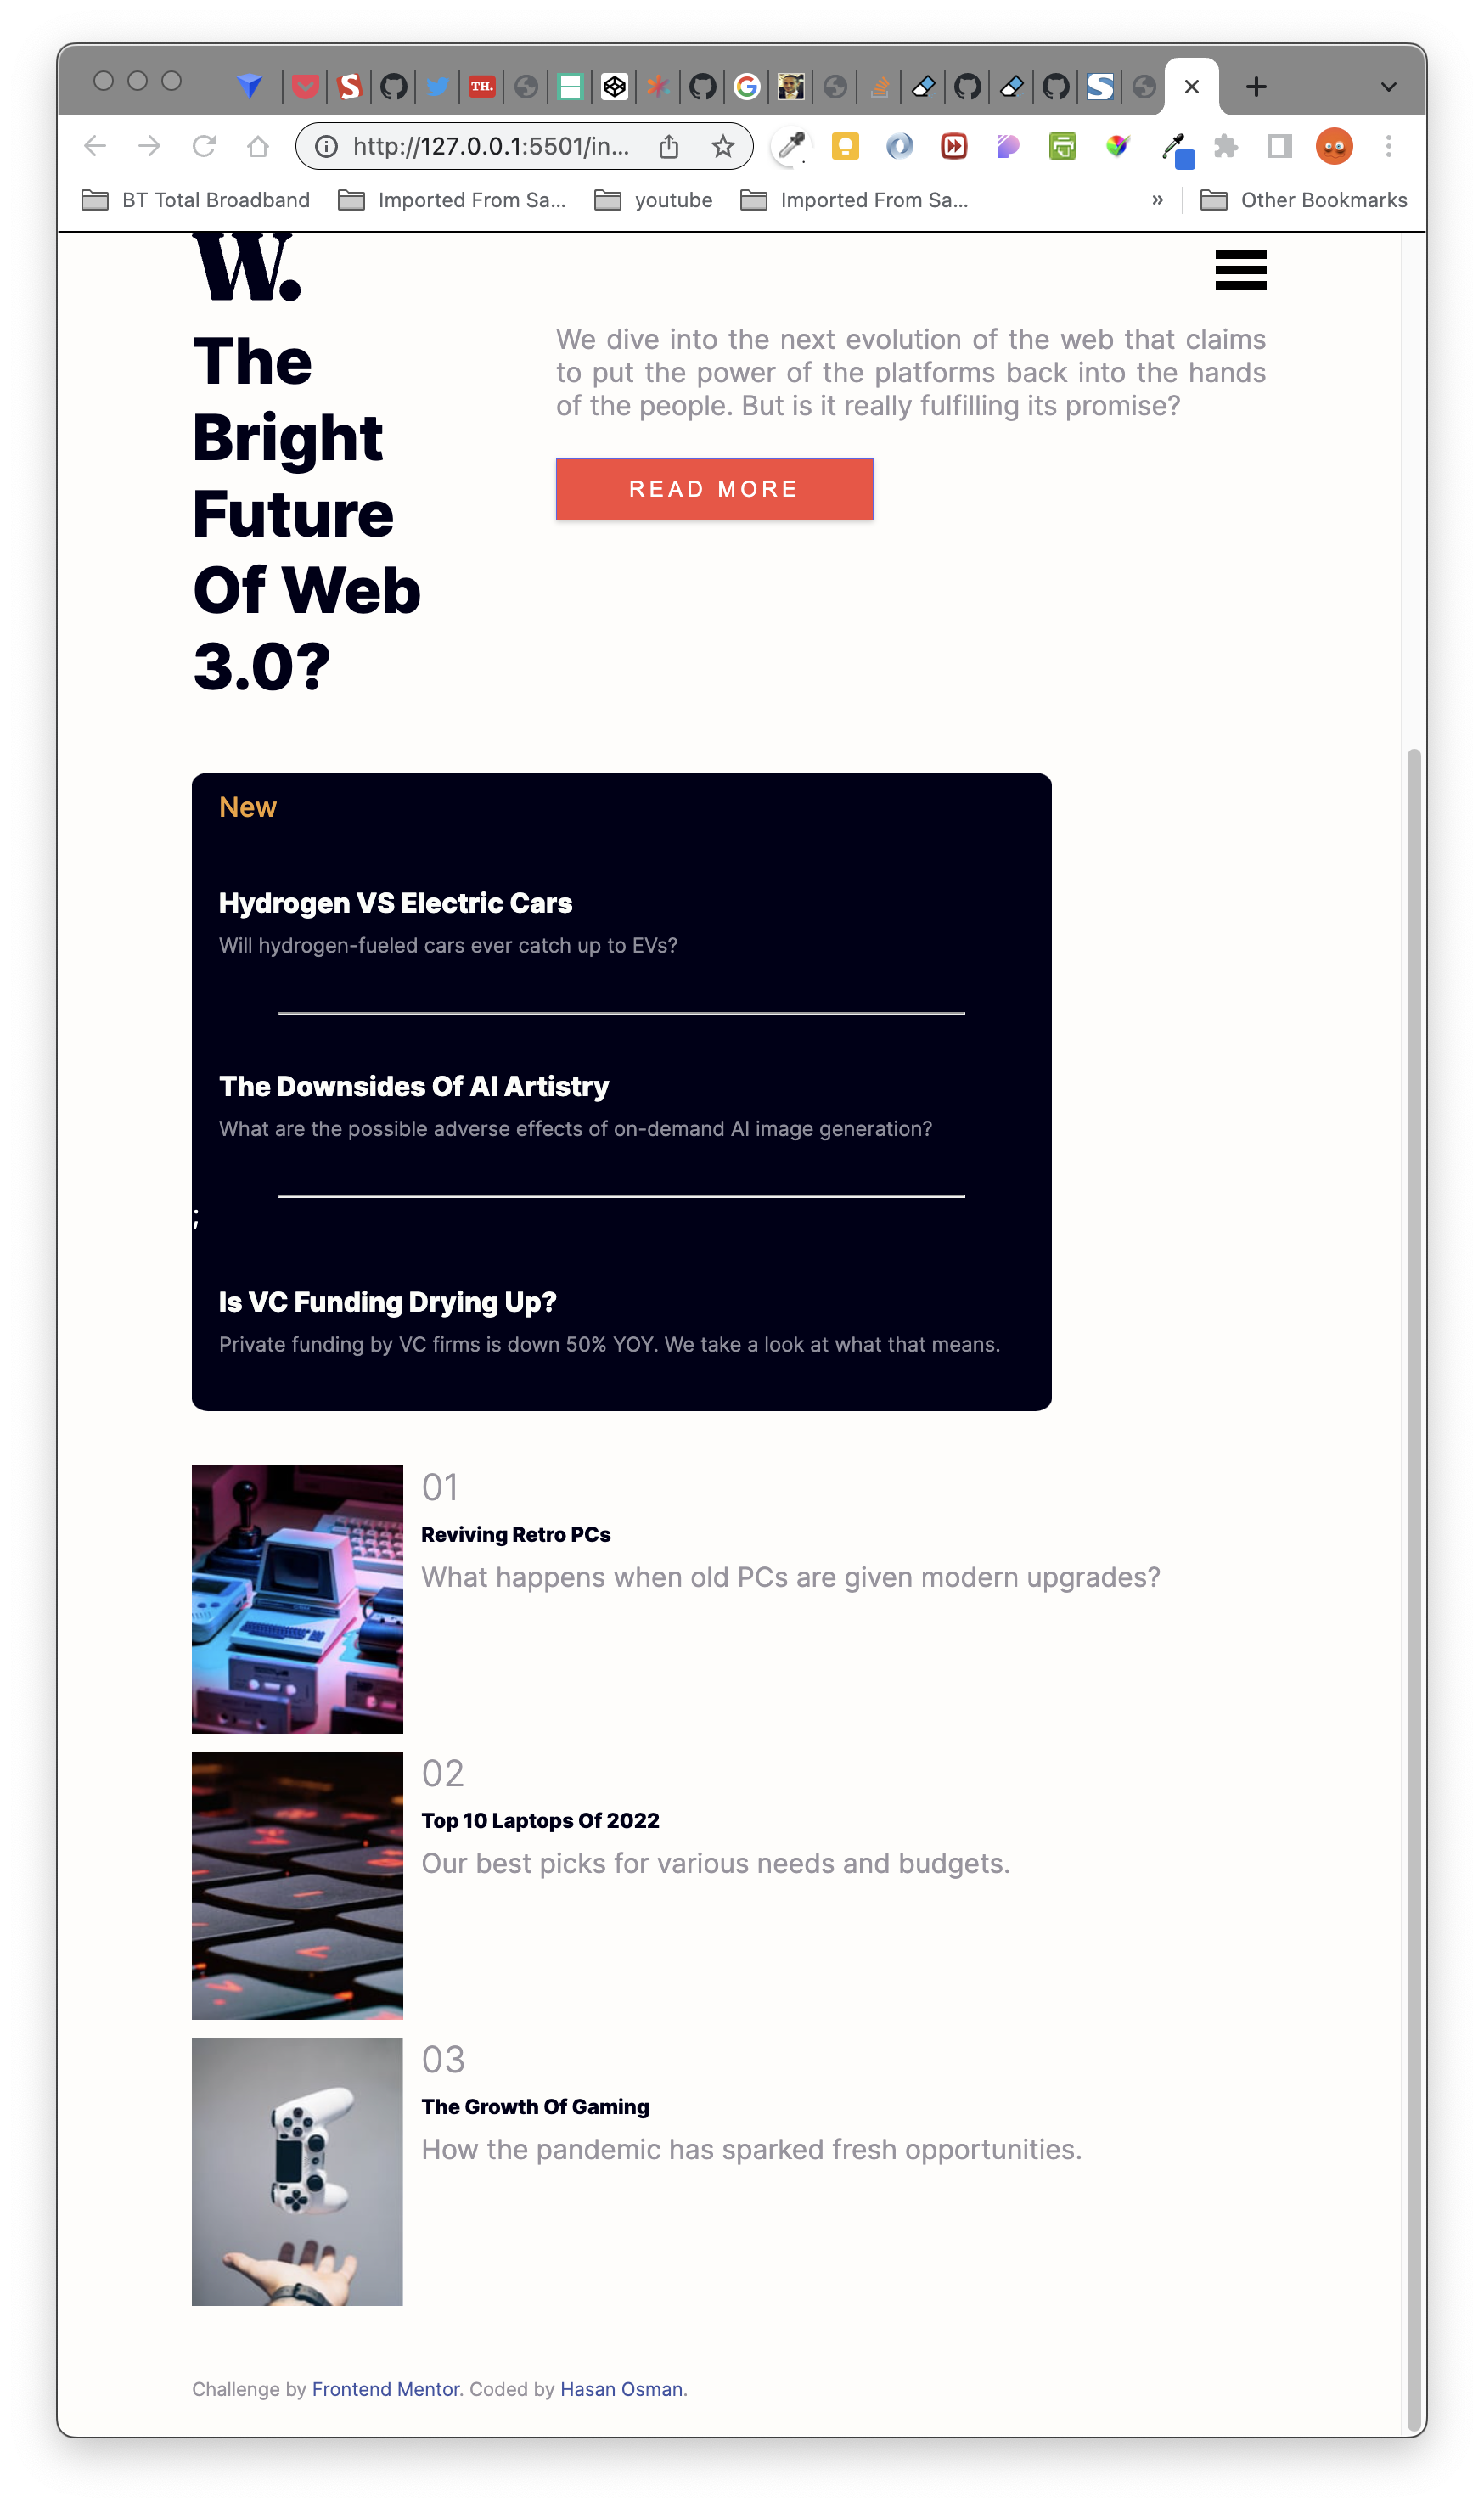 TH.
http://127.0.0.1:5501/in...
BT Total Broadband
Imported From Sa...
youtube
Imported From Sa...
»
Other Bookmarks
W.
The
Bright
Future
Of Web
3.0?
We dive into the next evolution of the web that claims
to put the power of the platforms back into the hands
of the people. But is it really fulfilling its promise?
READ MORE
New
Hydrogen VS Electric Cars
Will hydrogen-fueled cars ever catch up to EVs?
The Downsides Of AI Artistry
What are the possible adverse effects of on-demand AI image generation?
;
Is VC Funding Drying Up?
Private funding by VC firms is down 50% YOY. We take a look at what that means.
01
Reviving Retro PCs
What happens when old PCs are given modern upgrades?
02
Top 10 Laptops Of 2022
Our best picks for various needs and budgets.
03
The Growth Of Gaming
How the pandemic has sparked fresh opportunities.
Challenge by Frontend Mentor. Coded by Hasan Osman.